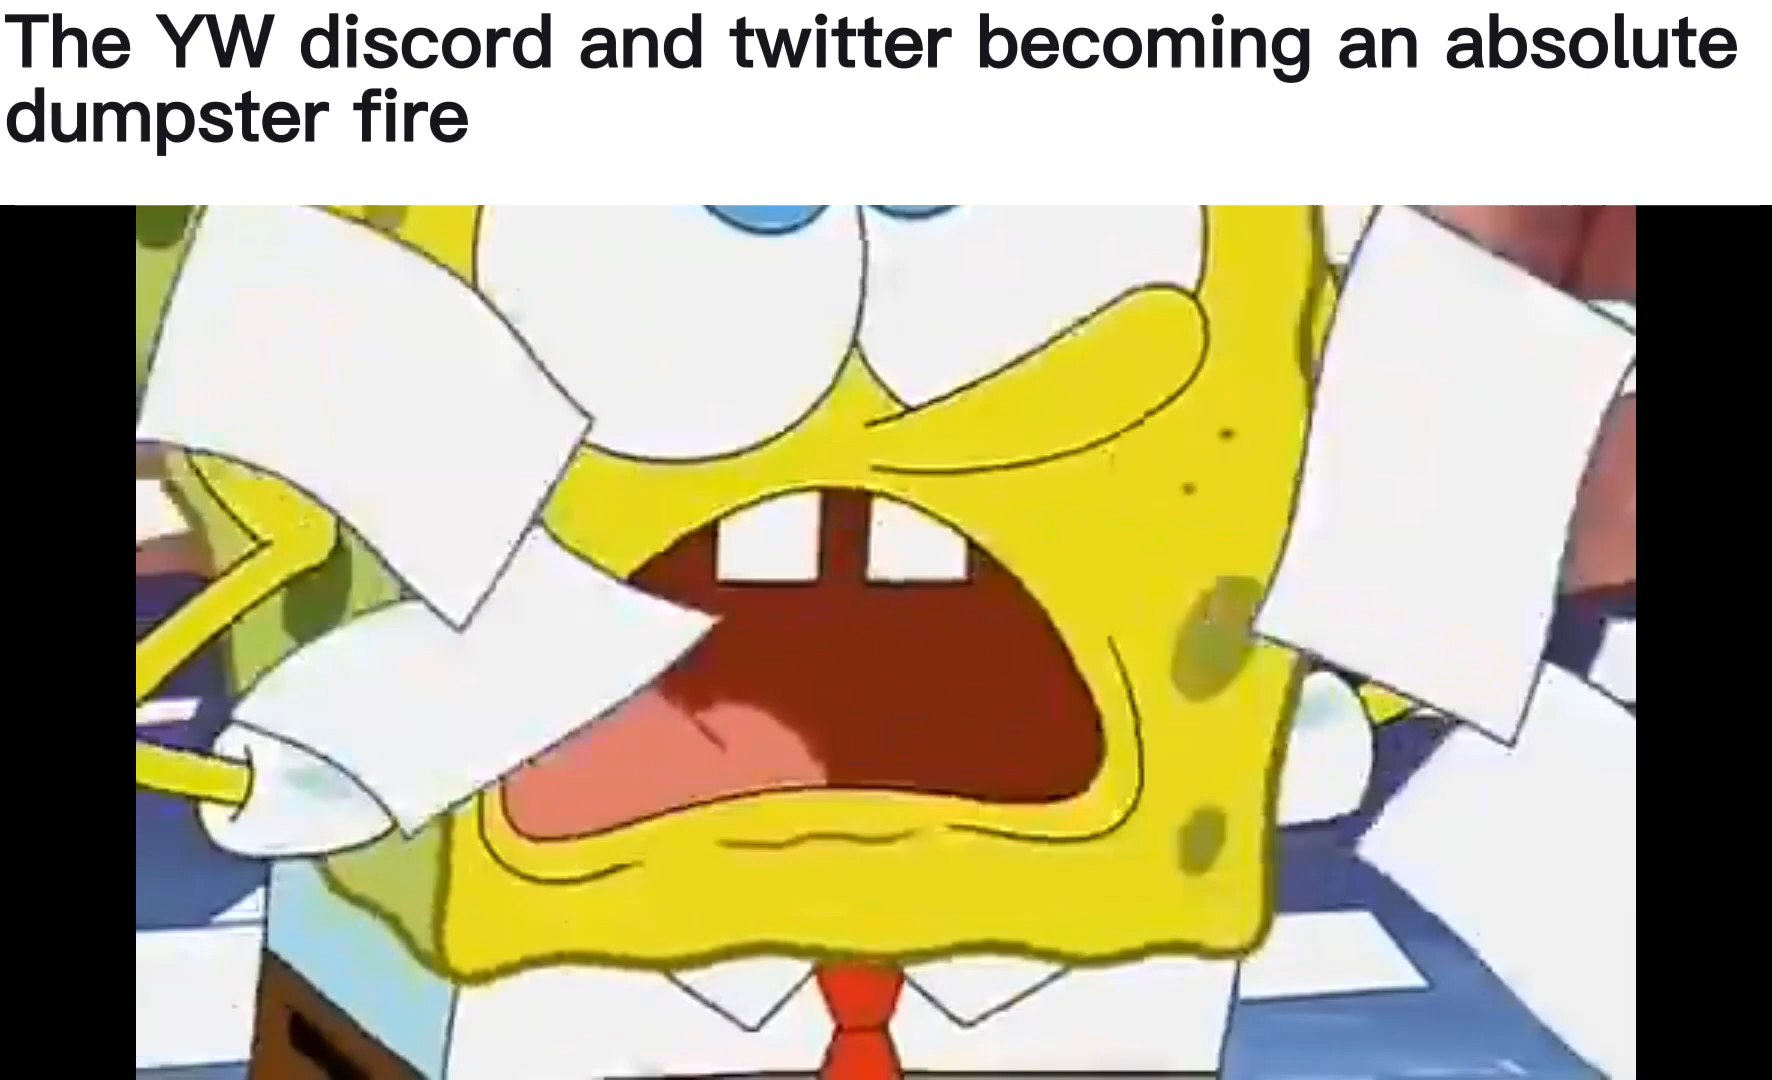 The YW discord and twitter becoming an absolute
dumpster fire